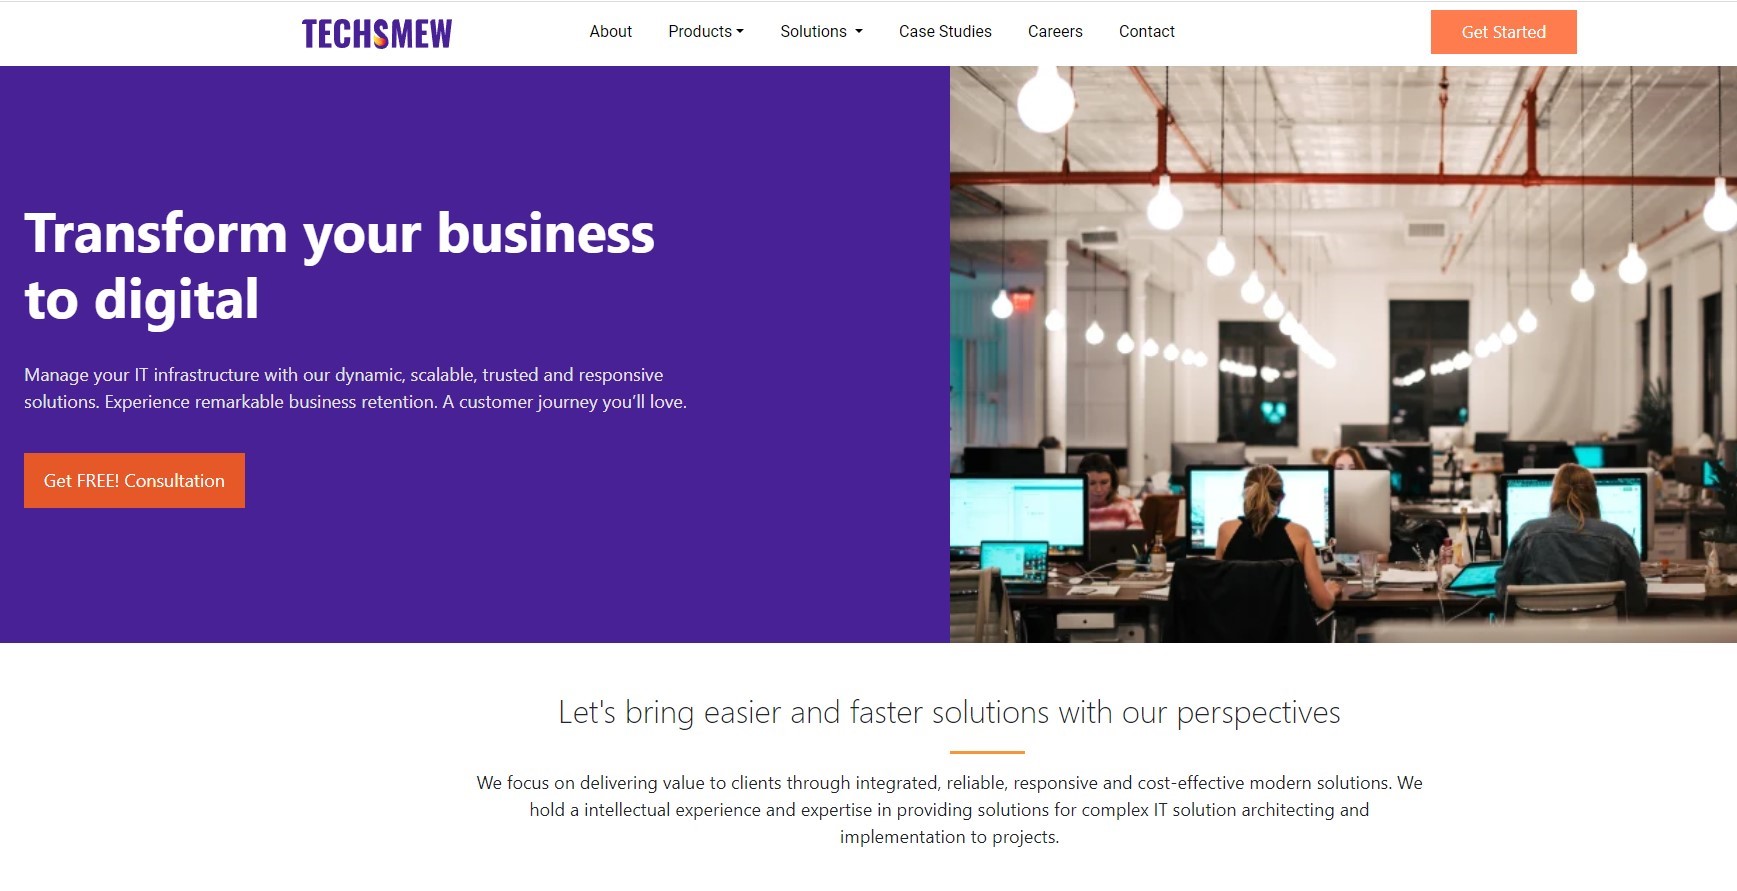 TECHSMEW About Products Solutions Case Studies Careers Contact Get Started
Transform your business
to digital
Manage your IT infrastructure with our dynamic, scalable, trusted and responsive
solutions. Experience remarkable business retention. A customer journey you’ll love.
Get FREE! Consultation
Let's bring easier and faster solutions with our perspectives
We focus on delivering value to clients through integrated, reliable, responsive and cost-effective modern solutions. We
hold a intellectual experience and expertise in providing solutions for complex IT solution architecting and
implementation to projects.